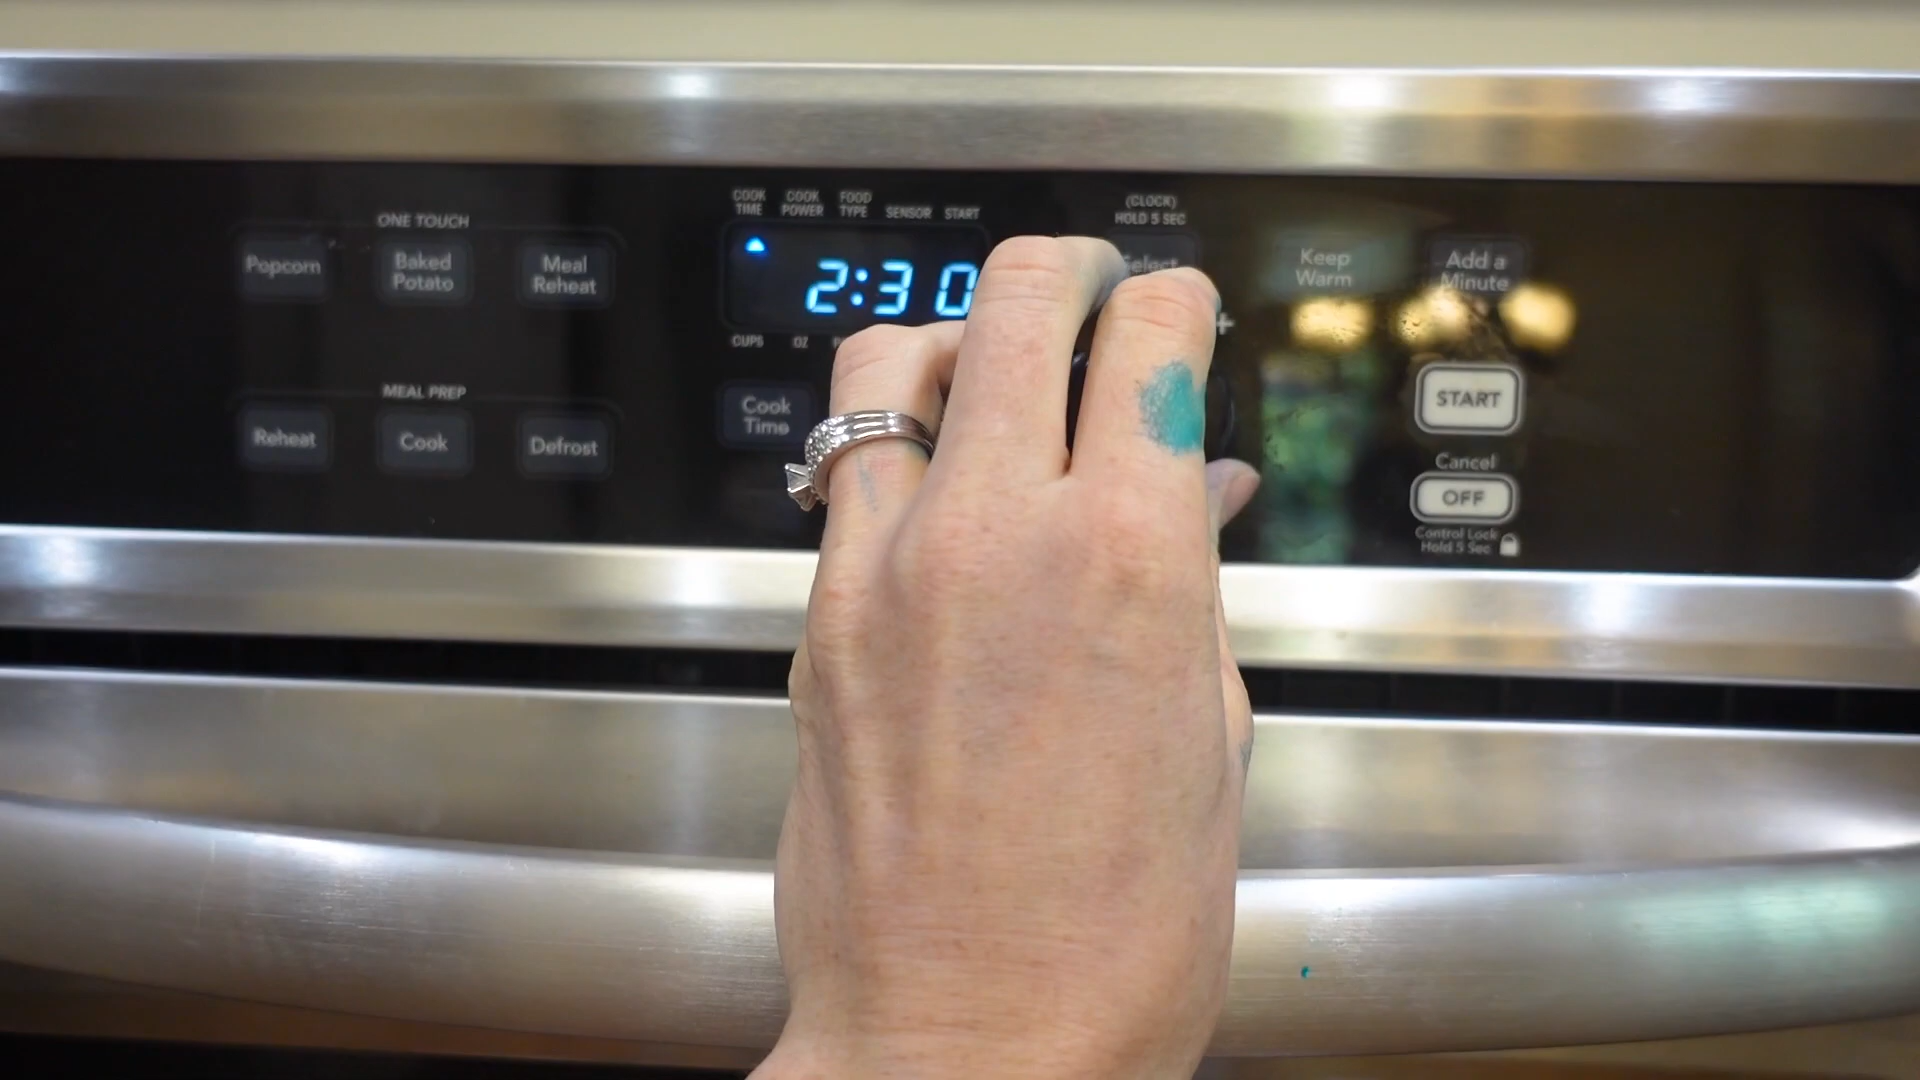 ONE TOUCH
Popcorn
Baked
Potato
Meal
Reheat
MEAL PREP
Reheat
Cook
Defrost
COOK
TIME
COOK
POWER
FOOD
TYPE
SENSOR
START
2:30
CUPS
OZ
Cook
Time
(CLOCK)
HOLD 5 SEC
Select
+
Keep
Warm
Add a
Minute
START
Cancel
OFF
Control Lock
Hold 5 Sec